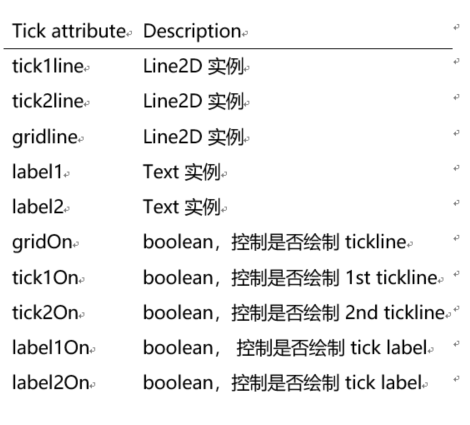 Tick attribute Description
tick1line Line2D 实例
tick2line Line2D 实例
gridline Line2D 实例
label1 Text 实例
label2 Text 实例
gridOn boolean，控制是否绘制 tickline
tick1On boolean，控制是否绘制 1st tickline
tick2On boolean，控制是否绘制 2nd tickline
label1On boolean， 控制是否绘制 tick label
label2On boolean，控制是否绘制 tick label